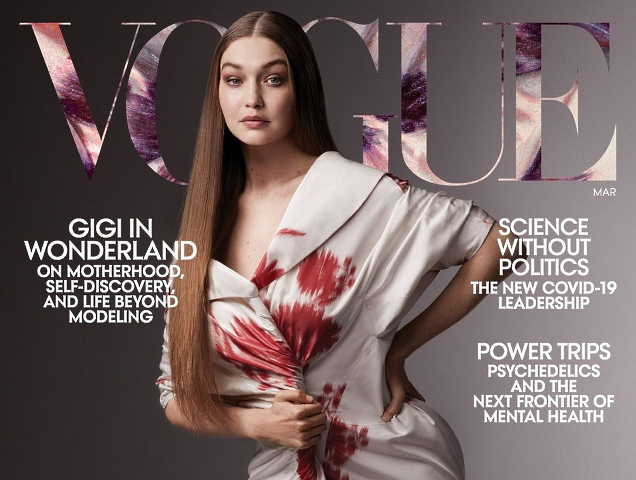 VOGUE
MAR
GIGI IN
WONDERLAND
ON MOTHERHOOD,
SELF-DISCOVERY,
AND LIFE BEYOND
MODELING
SCIENCE
WITHOUT
POLITICS
THE NEW COVID-19
LEADERSHIP
POWER TRIPS
PSYCHEDELICS
AND THE
NEXT FRONTIER OF
MENTAL HEALTH